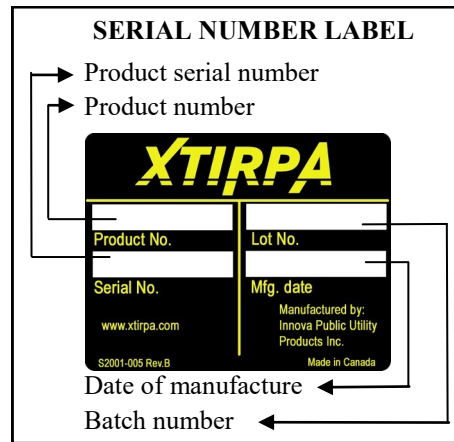 SERIAL NUMBER LABEL
Product serial number
Product number
XTIRPA
Product No.
Lot No.
Serial No.
Mfg. date
www.xtirpa.com
Manufactured by:
Innova Public Utility
Products Inc.
S2001-005 Rev.B
Made in Canada
Date of manufacture
Batch number